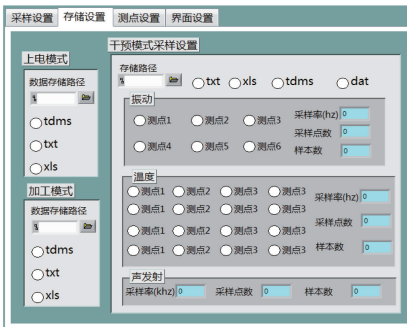 采样设置 存储设置 测点设置 界面设置
上电模式
数据存储路径
tdms
txt
xls
加工模式
数据存储路径
tdms
txt
xls
干预模式采样设置
存储路径
txt xls tdms dat
振动
测点1 测点2 测点3 采样率(hz) 0
采样点数 0
测点4 测点5 测点6 样本数 0
温度
测点1 测点2 测点3 测点3 采样率(hz) 0
测点1 测点2 测点3 测点3
采样点数 0
测点1 测点2 测点3 测点3
测点1 测点2 测点3 测点3 样本数 0
声发射
采样率(khz) 0 采样点数 0 样本数 0